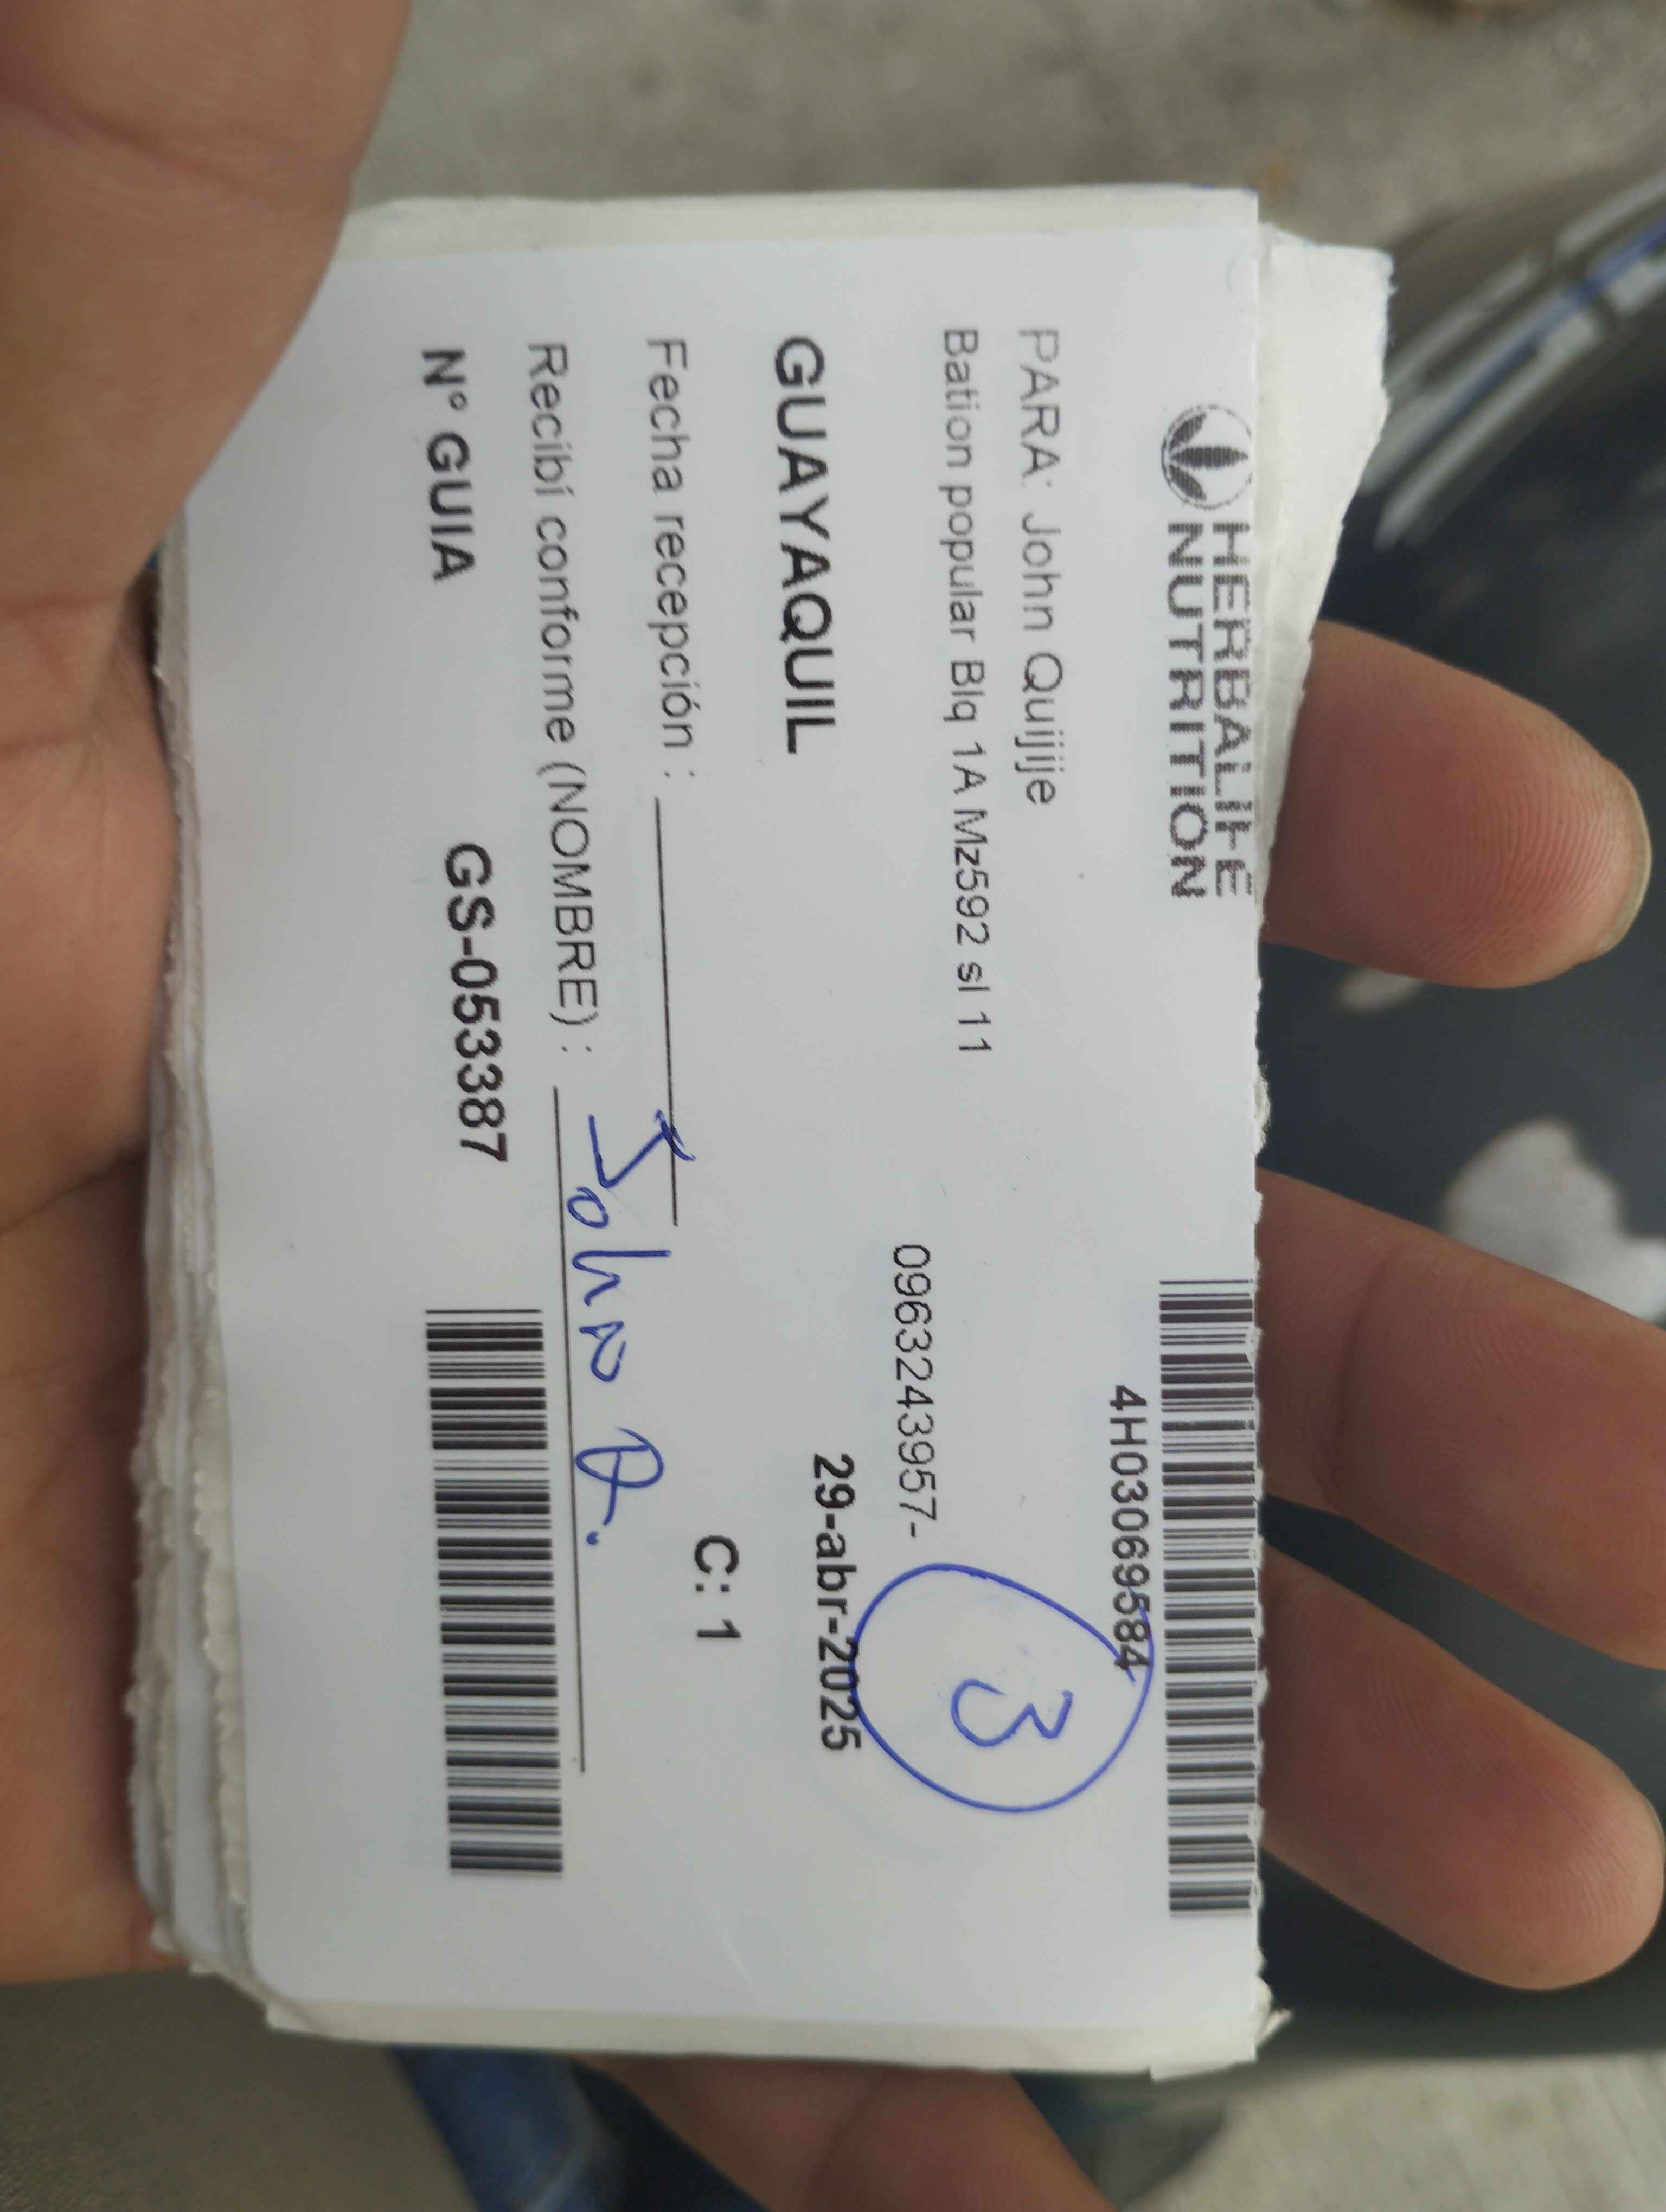 HERBALIFE
NUTRITION
4H03069584
PARA: John Quijije
3
Bation popular Blq 1A Mz592 sl 11
0963243957-
GUAYAQUIL
29-abr-2025
Fecha recepción :
C: 1
Recibí conforme (NOMBRE) : John Q.
N° GUIA GS-053387